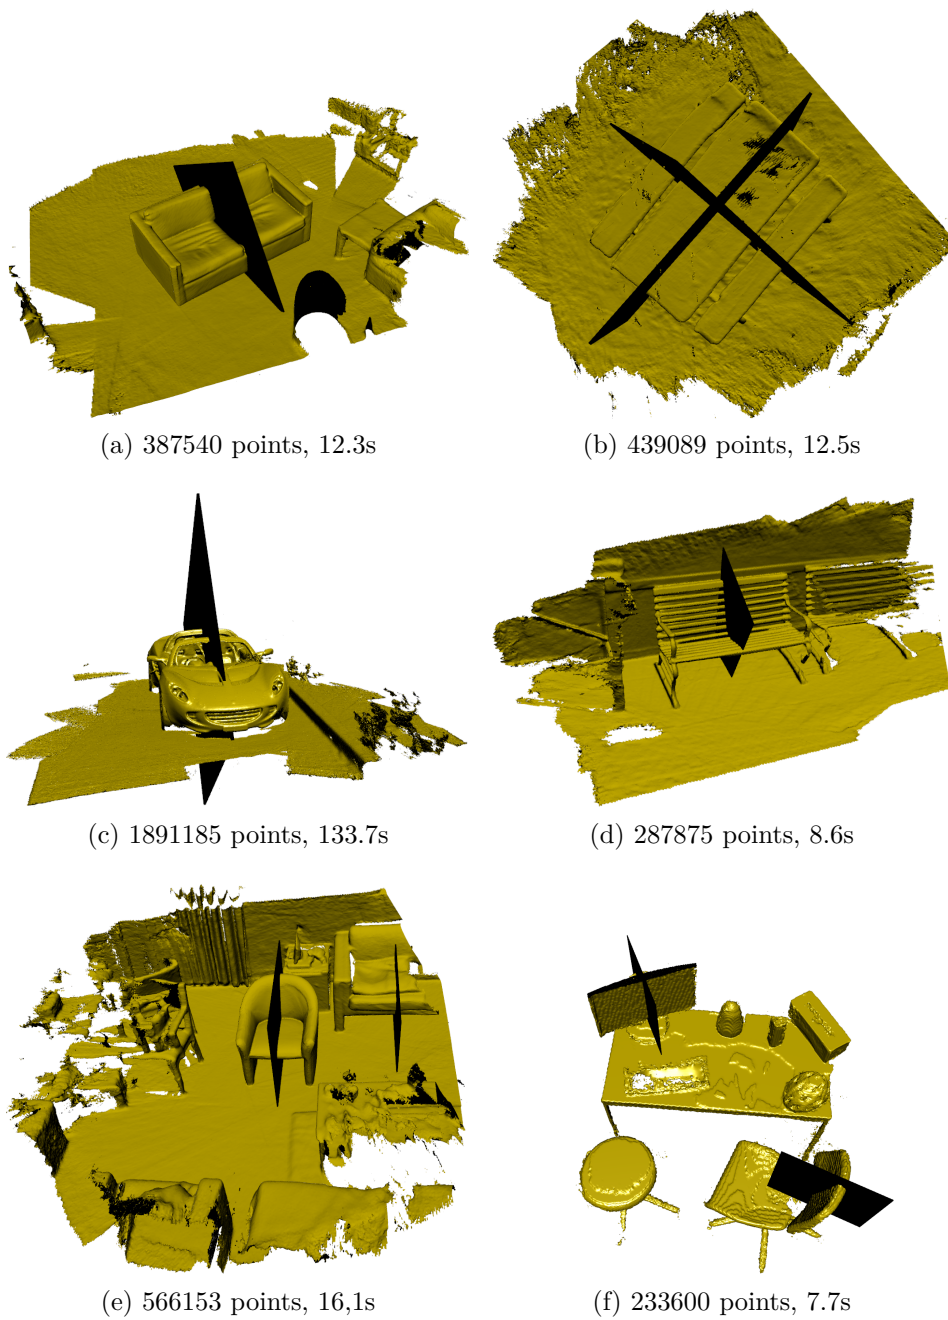 (a) 387540 points, 12.3s
(b) 439089 points, 12.5s
(c) 1891185 points, 133.7s
(d) 287875 points, 8.6s
(e) 566153 points, 16,1s
(f) 233600 points, 7.7s